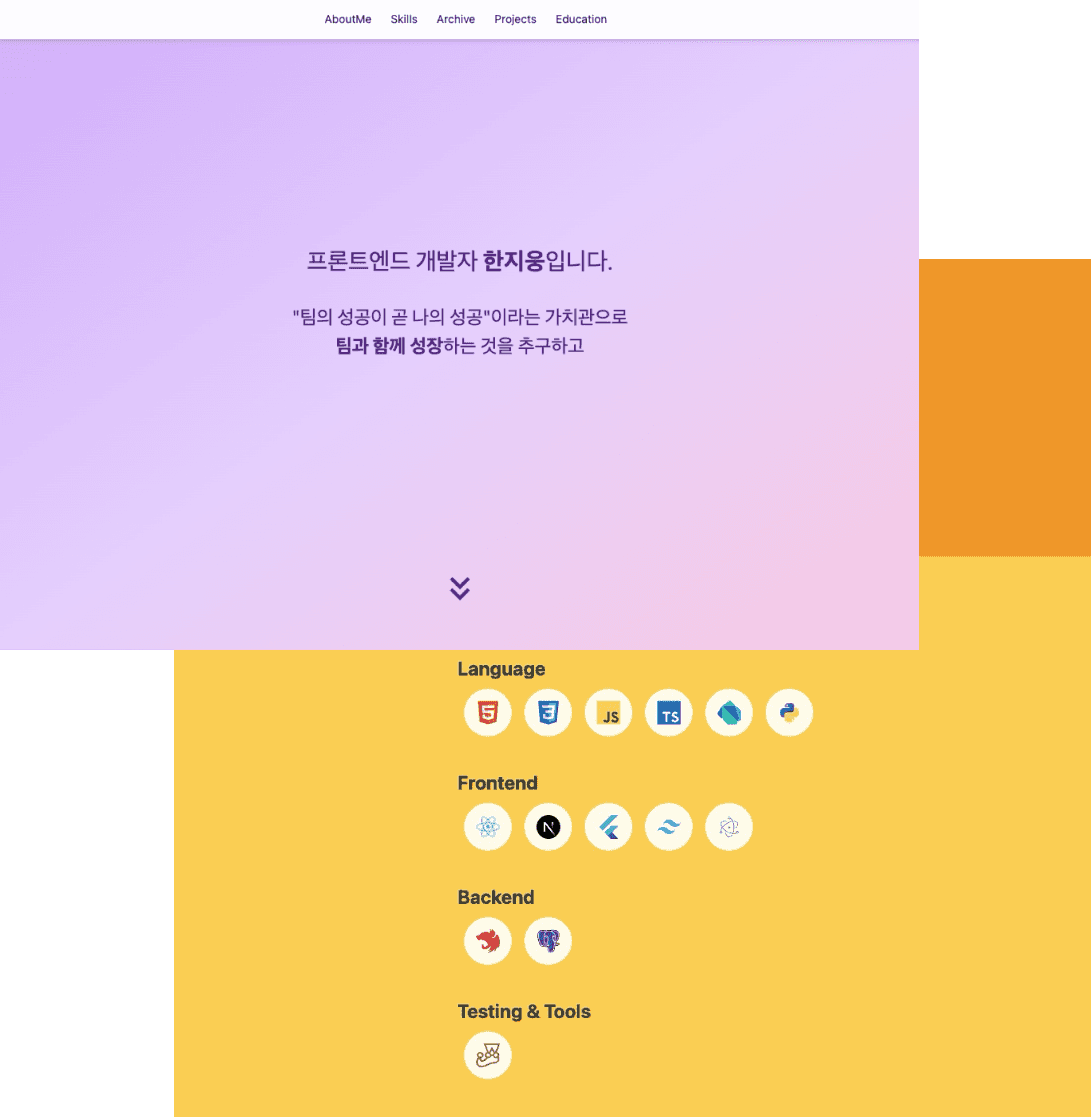 AboutMe Skills Archive Projects Education
프론트엔드 개발자 한지웅입니다.
"팀의 성공이 곧 나의 성공"이라는 가치관으로
팀과 함께 성장하는 것을 추구하고
Language
5 3 JS TS
Frontend
N
Backend
Testing & Tools